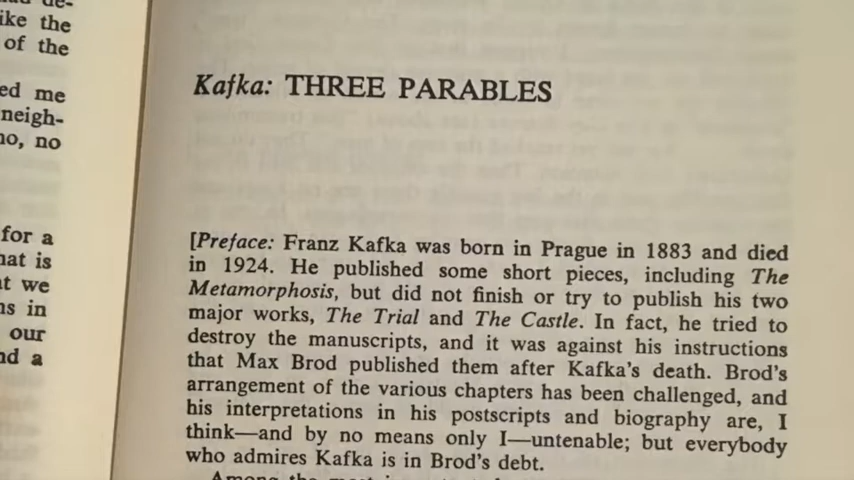 ike the
of the
ed me
neigh-
no, no
for a
hat is
t we
ns in
our
nd a
Kafka: THREE PARABLES
[Preface: Franz Kafka was born in Prague in 1883 and died
in 1924. He published some short pieces, including The
Metamorphosis, but did not finish or try to publish his two
major works, The Trial and The Castle. In fact, he tried to
destroy the manuscripts, and it was against his instructions
that Max Brod published them after Kafka's death. Brod's
arrangement of the various chapters has been challenged, and
his interpretations in his postscripts and biography are, I
think—and by no means only I—untenable; but everybody
who admires Kafka is in Brod's debt.
Among the most